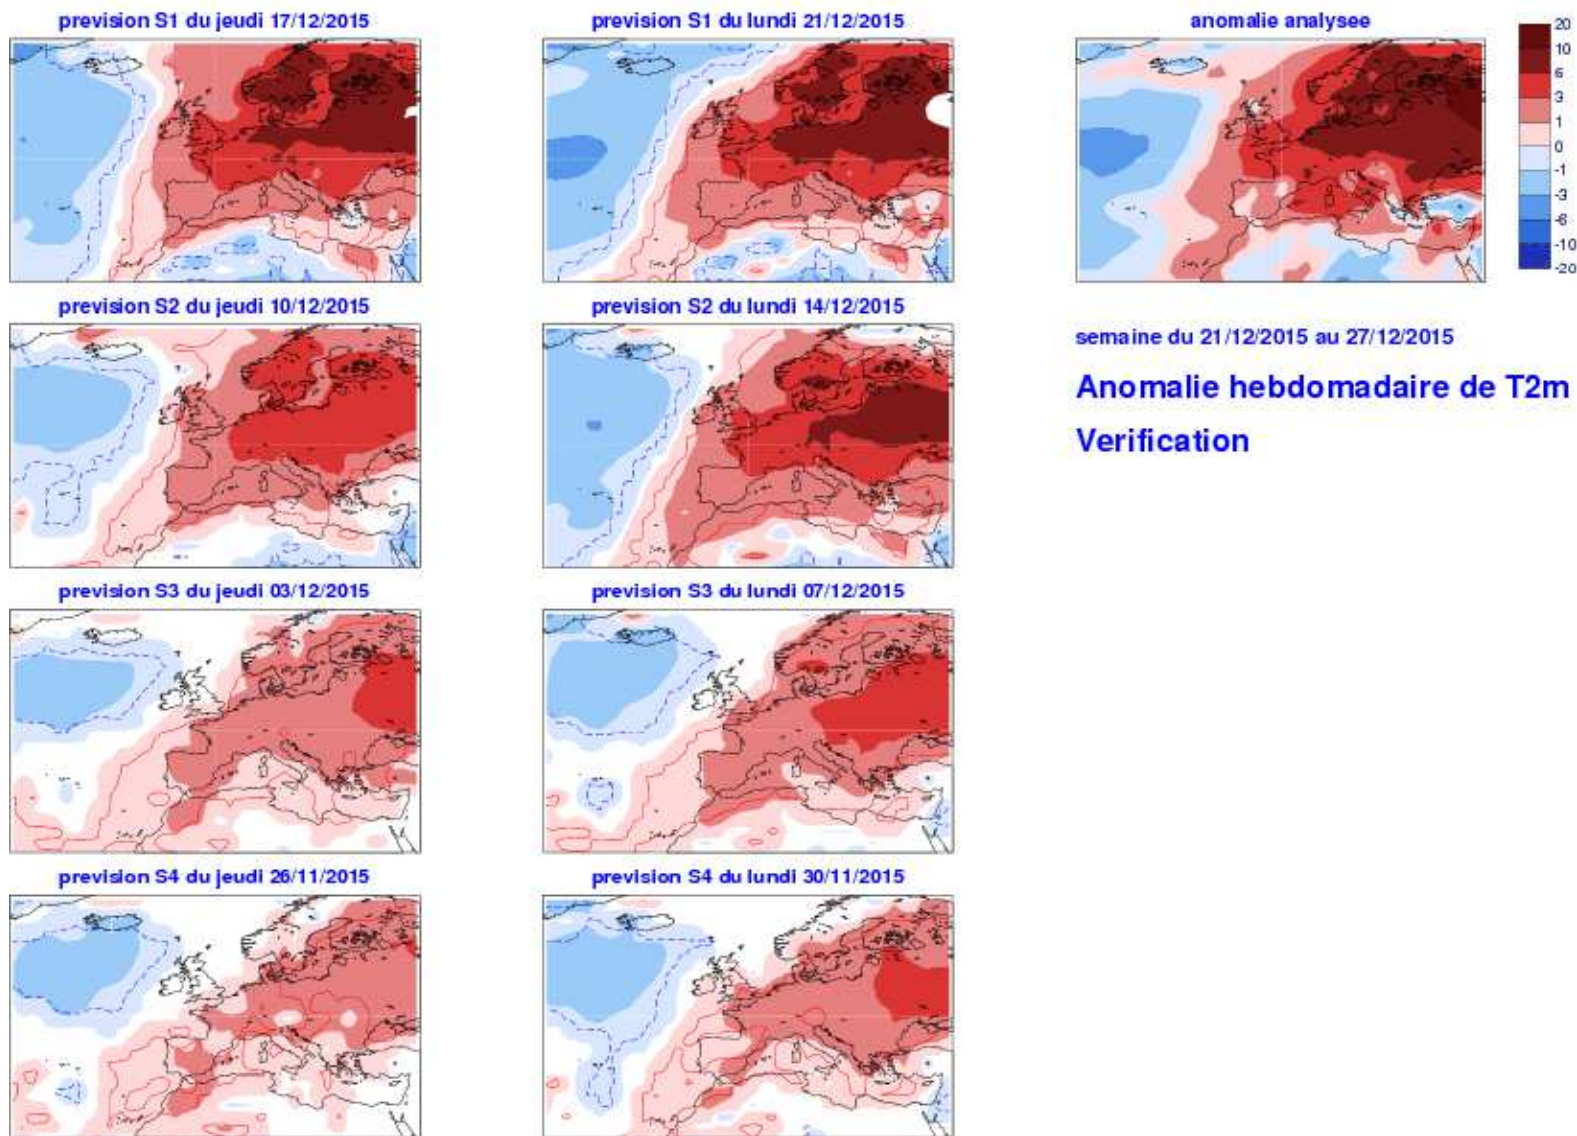 prevision S1 du jeudi 17/12/2015
prevision S1 du lundi 21/12/2015
anomalie analysee
20
10
6
3
1
0
-1
-3
-6
-10
-20
prevision S2 du jeudi 10/12/2015
prevision S2 du lundi 14/12/2015
semaine du 21/12/2015 au 27/12/2015
Anomalie hebdomadaire de T2m
Verification
prevision S3 du jeudi 03/12/2015
prevision S3 du lundi 07/12/2015
prevision S4 du jeudi 26/11/2015
prevision S4 du lundi 30/11/2015